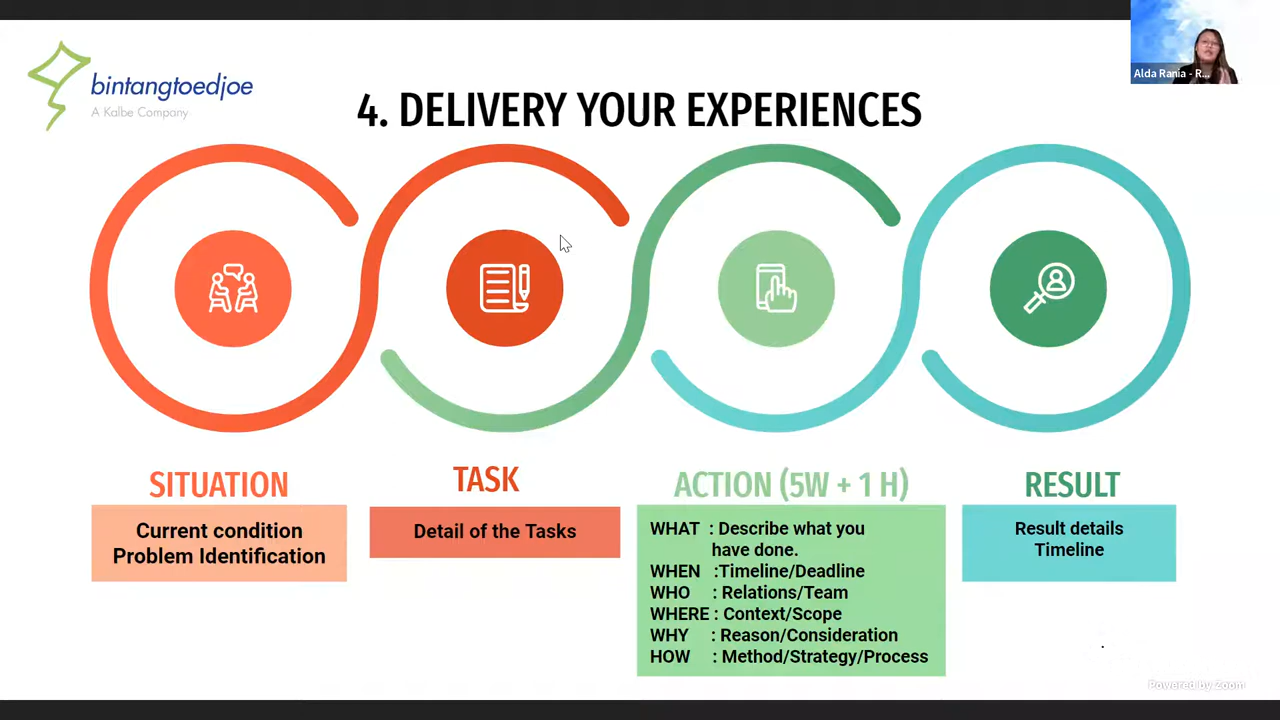 bintangtoedjoe
A Kalbe Company
Alda Rania - R...
4. DELIVERY YOUR EXPERIENCES
SITUATION
Current condition
Problem Identification
TASK
Detail of the Tasks
ACTION (5W + 1 H)
WHAT : Describe what you
have done.
WHEN :Timeline/Deadline
WHO : Relations/Team
WHERE : Context/Scope
WHY : Reason/Consideration
HOW : Method/Strategy/Process
RESULT
Result details
Timeline
Powered by Zoom